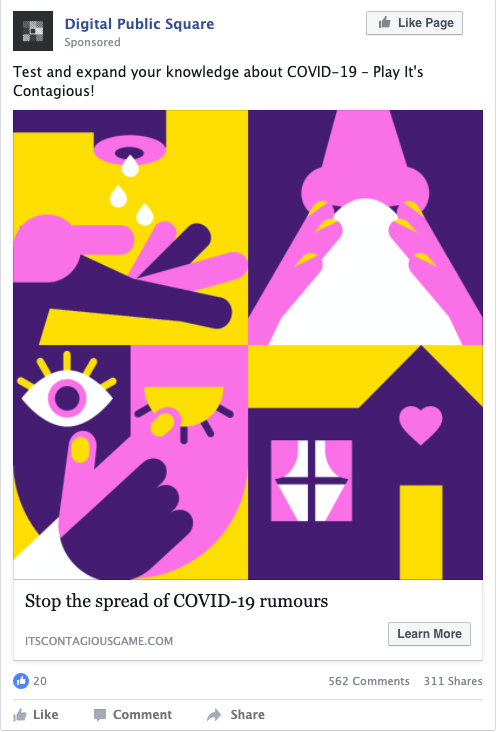 Digital Public Square
Like Page
Sponsored
Test and expand your knowledge about COVID-19 – Play It's
Contagious!
Stop the spread of COVID-19 rumours
ITSCONTAGIOUSGAME.COM
Learn More
20
562 Comments 311 Shares
Like Comment Share